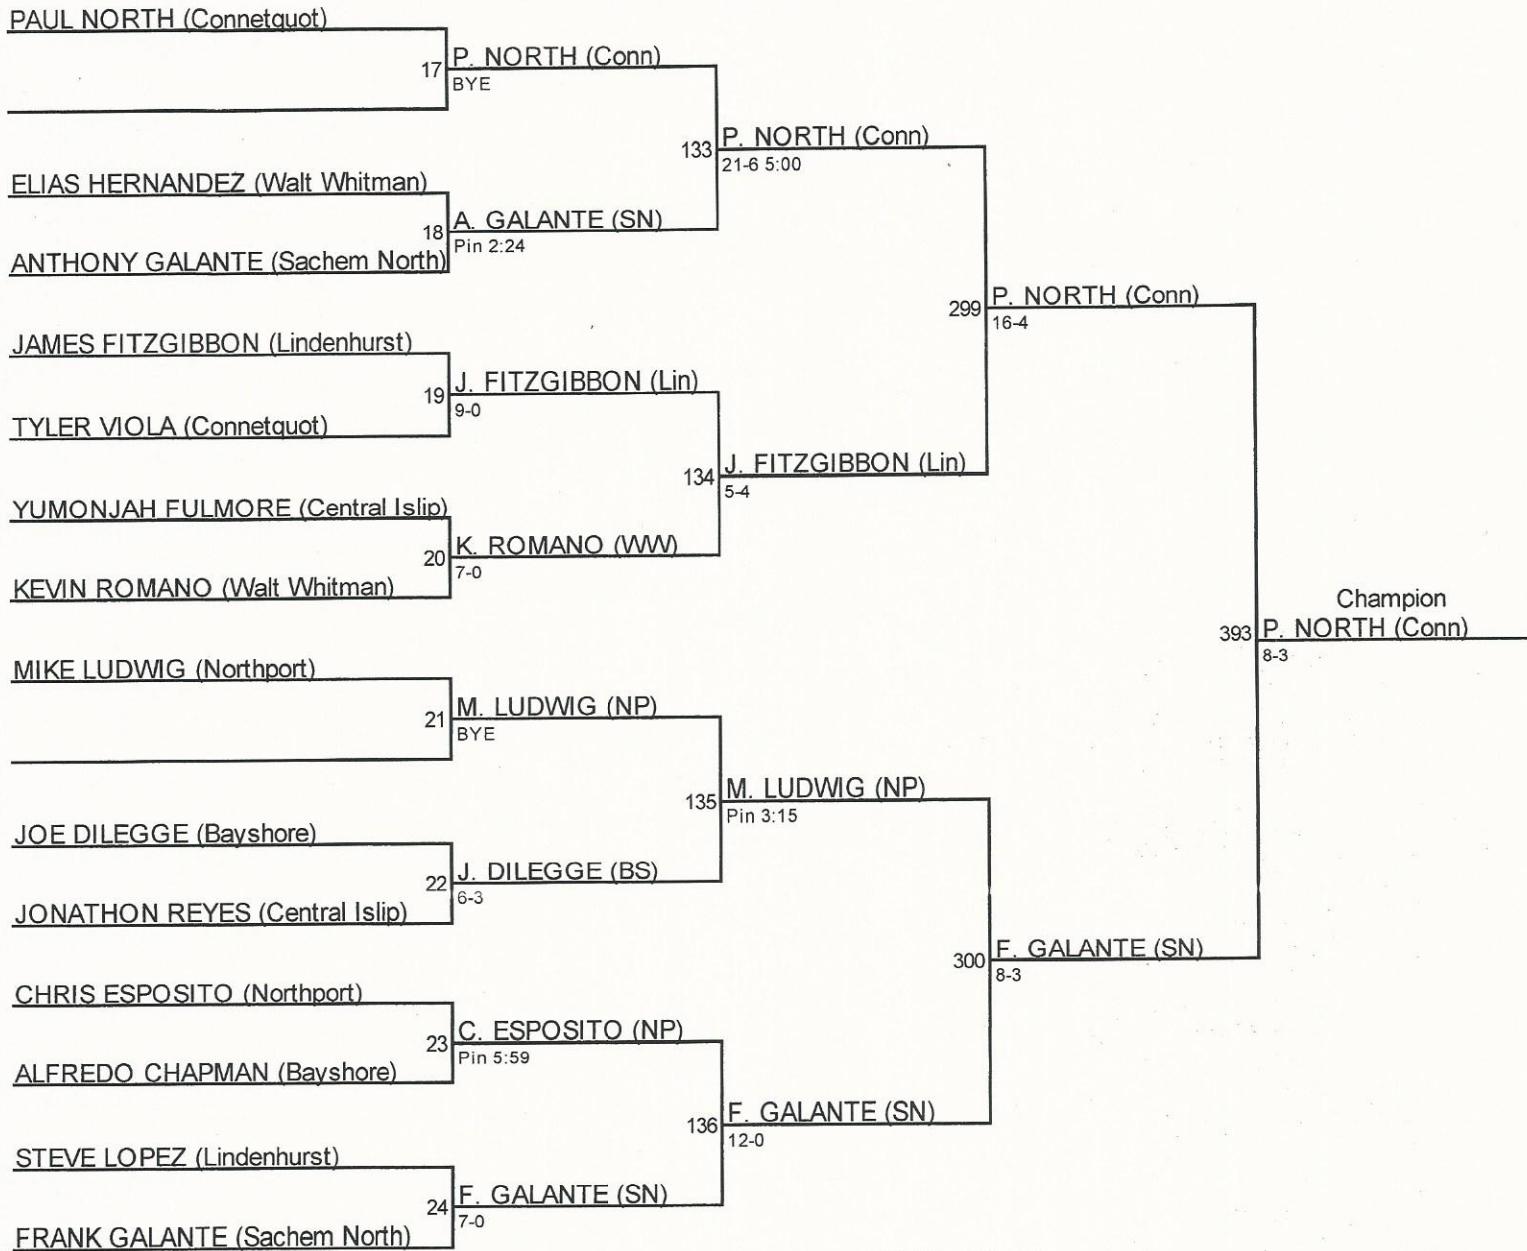 PAUL NORTH (Connetquot)
17
P. NORTH (Conn)
BYE
133
P. NORTH (Conn)
21-6 5:00
ELIAS HERNANDEZ (Walt Whitman)
18
A. GALANTE (SN)
Pin 2:24
ANTHONY GALANTE (Sachem North)
299
P. NORTH (Conn)
16-4
JAMES FITZGIBBON (Lindenhurst)
19
J. FITZGIBBON (Lin)
9-0
TYLER VIOLA (Connetquot)
134
J. FITZGIBBON (Lin)
5-4
YUMONJAH FULMORE (Central Islip)
20
K. ROMANO (WW)
7-0
KEVIN ROMANO (Walt Whitman)
Champion
393
P. NORTH (Conn)
8-3
MIKE LUDWIG (Northport)
21
M. LUDWIG (NP)
BYE
135
M. LUDWIG (NP)
Pin 3:15
JOE DILEGGE (Bayshore)
22
J. DILEGGE (BS)
6-3
JONATHON REYES (Central Islip)
300
F. GALANTE (SN)
8-3
CHRIS ESPOSITO (Northport)
23
C. ESPOSITO (NP)
Pin 5:59
ALFREDO CHAPMAN (Bayshore)
136
F. GALANTE (SN)
12-0
STEVE LOPEZ (Lindenhurst)
24
F. GALANTE (SN)
7-0
FRANK GALANTE (Sachem North)